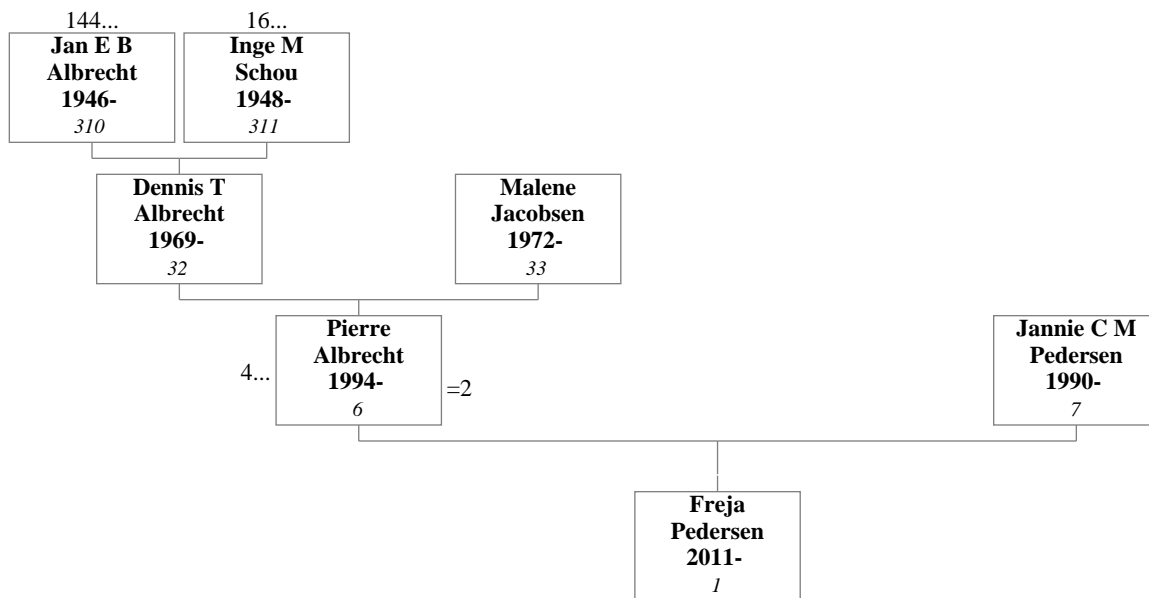 144...
Jan E B
Albrecht
1946-
310
16...
Inge M
Schou
1948-
311
Dennis T
Albrecht
1969-
32
Malene
Jacobsen
1972-
33
4...
Pierre
Albrecht
1994-
6
=2
Jannie C M
Pedersen
1990-
7
Freja
Pedersen
2011-
1